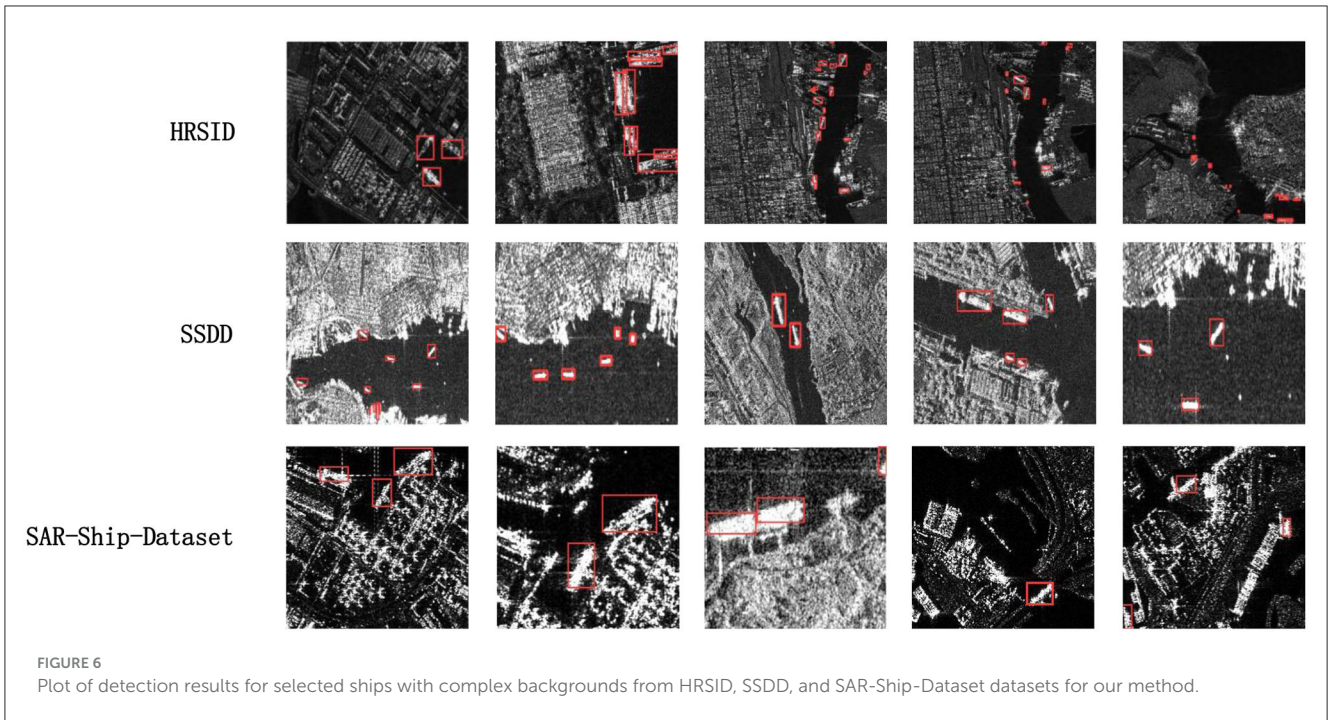 HRSID
SSDD
SAR-Ship-Dataset
FIGURE 6
Plot of detection results for selected ships with complex backgrounds from HRSID, SSDD, and SAR-Ship-Dataset datasets for our method.